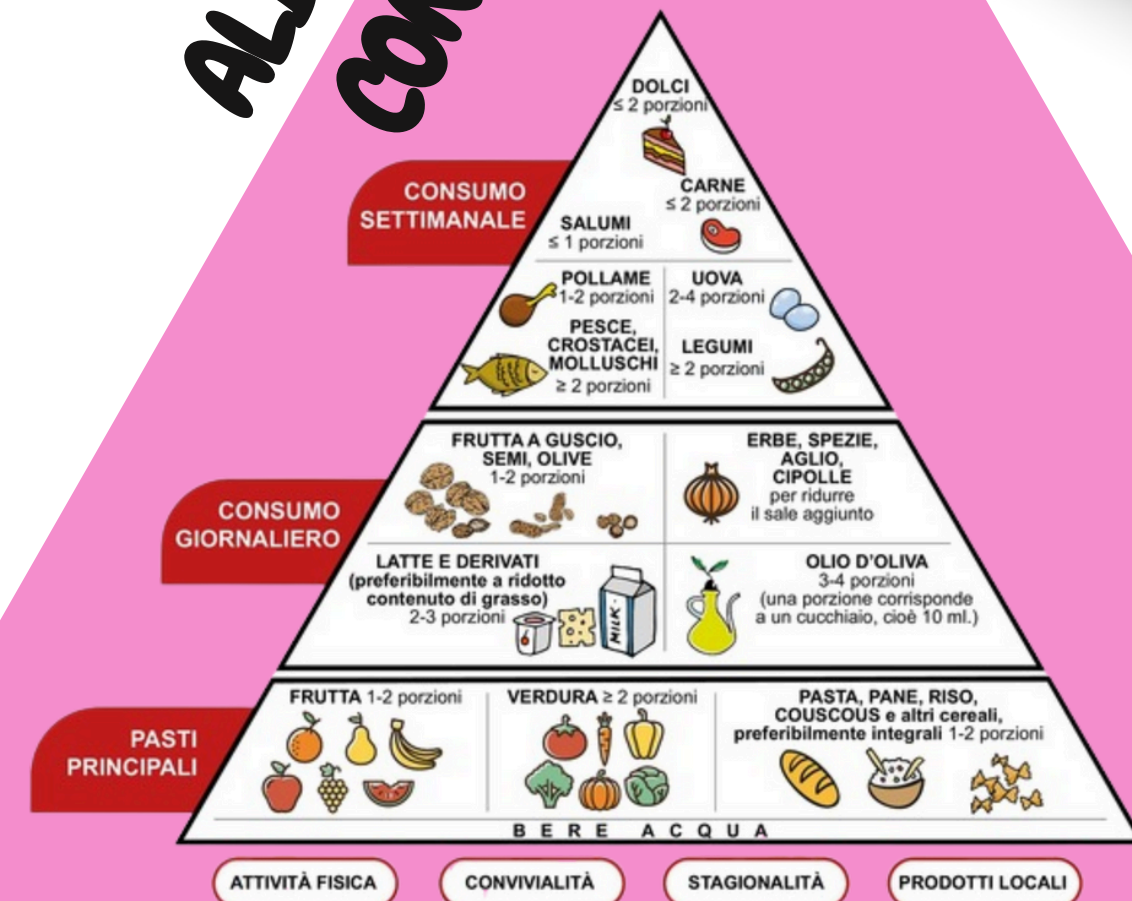 DOLCI
≤ 2 porzioni
CONSUMO
SETTIMANALE
CARNE
≤ 2 porzioni
SALUMI
≤ 1 porzioni
POLLAME
1-2 porzioni
UOVA
2-4 porzioni
PESCE,
CROSTACEI,
MOLLUSCHI
≥ 2 porzioni
LEGUMI
≥ 2 porzioni
CONSUMO
GIORNALIERO
FRUTTA A GUSCIO,
SEMI, OLIVE
1-2 porzioni
ERBE, SPEZIE,
AGLIO,
CIPOLLE
per ridurre
il sale aggiunto
LATTE E DERIVATI
(preferibilmente a ridotto
contenuto di grasso)
2-3 porzioni
MILK
OLIO D'OLIVA
3-4 porzioni
(una porzione corrisponde
a un cucchiaio, cioè 10 ml.)
PASTI
PRINCIPALI
FRUTTA 1-2 porzioni
VERDURA ≥ 2 porzioni
PASTA, PANE, RISO,
COUSCOUS e altri cereali,
preferibilmente integrali 1-2 porzioni
BERE ACQUA
ATTIVITÀ FISICA
CONVIVIALITÀ
STAGIONALITÀ
PRODOTTI LOCALI